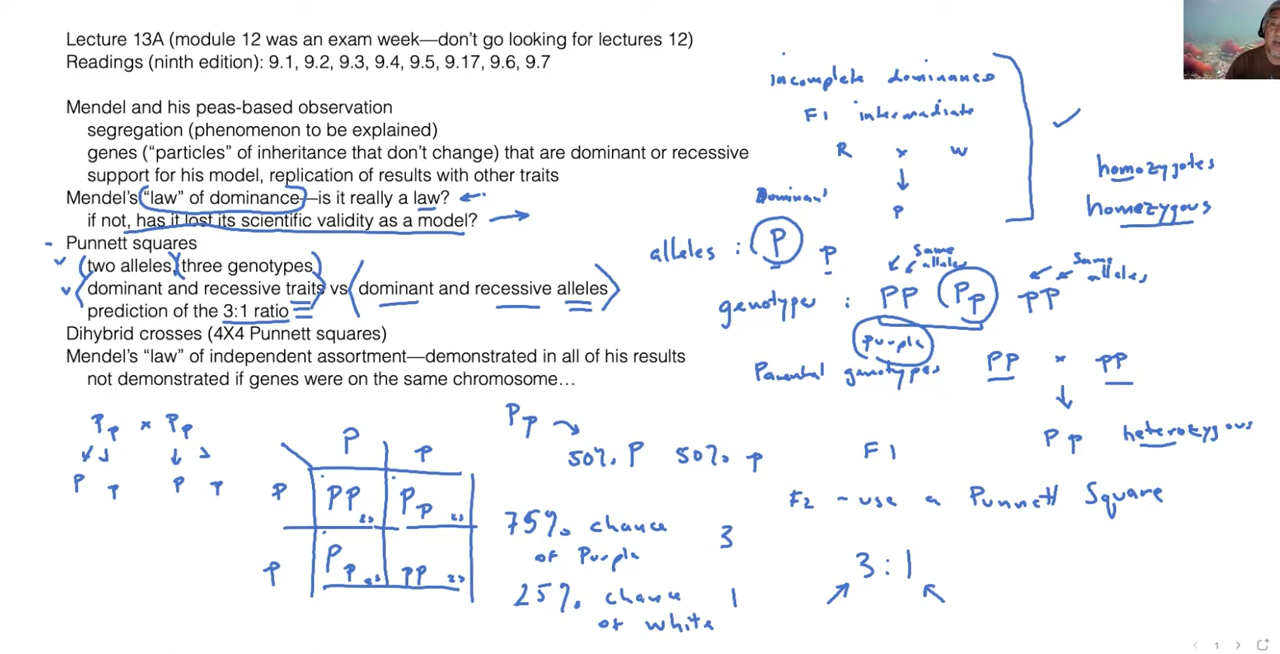 Lecture 13A (module 12 was an exam week—don't go looking for lectures 12)
Readings (ninth edition): 9.1, 9.2, 9.3, 9.4, 9.5, 9.17, 9.6, 9.7
Mendel and his peas-based observation
segregation (phenomenon to be explained)
genes ("particles" of inheritance that don't change) that are dominant or recessive
support for his model, replication of results with other traits
Mendel's "law" of dominance—is it really a law?
if not, has it lost its scientific validity as a model?
Punnett squares
two alleles, three genotypes
dominant and recessive traits vs dominant and recessive alleles
prediction of the 3:1 ratio
Dihybrid crosses (4X4 Punnett squares)
Mendel's "law" of independent assortment—demonstrated in all of his results
not demonstrated if genes were on the same chromosome…
incomplete dominance
F1 intermediate
R x W
P
homozygotes
homezygous
Dominant
alleles : P p
same alleles
same alleles
genotype : PP Pp pp
purple
Parental genotypes PP x pp
Pp heterozygous
F1
F2 - use a Punnett Square
3:1
Pp x Pp
P p P p
P p
P PP Pp
p Pp pp
Pp
50% P 50% p
75% chance 3
of Purple
25% chance 1
of white
1